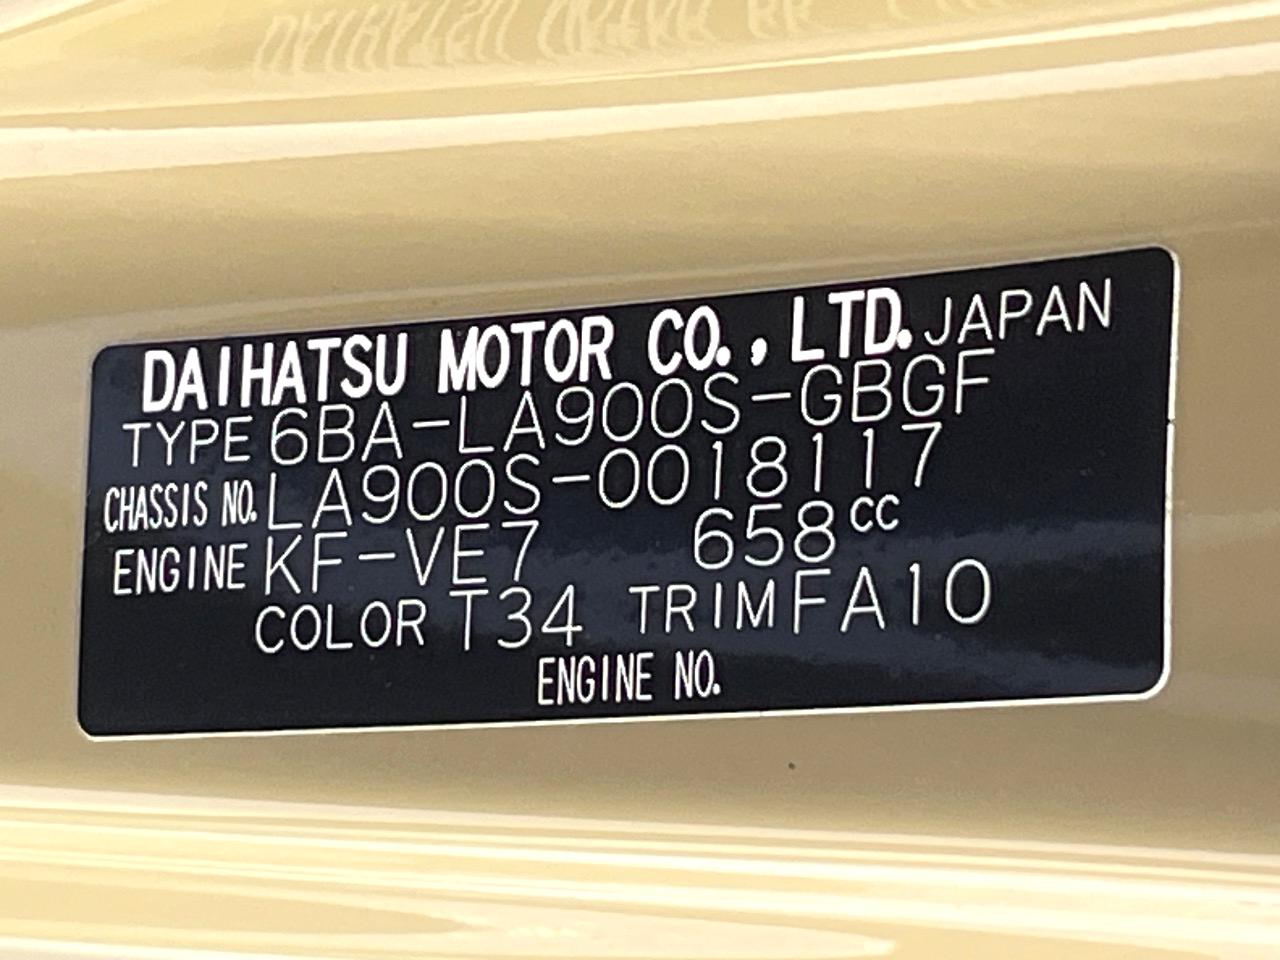 DAIHATSU MOTOR CO., LTD. JAPAN
TYPE 6BA-LA900S-GBGF
CHASSIS NO. LA900S-0018117
ENGINE KF-VE7 658cc
COLOR T34 TRIM FA10
ENGINE NO.